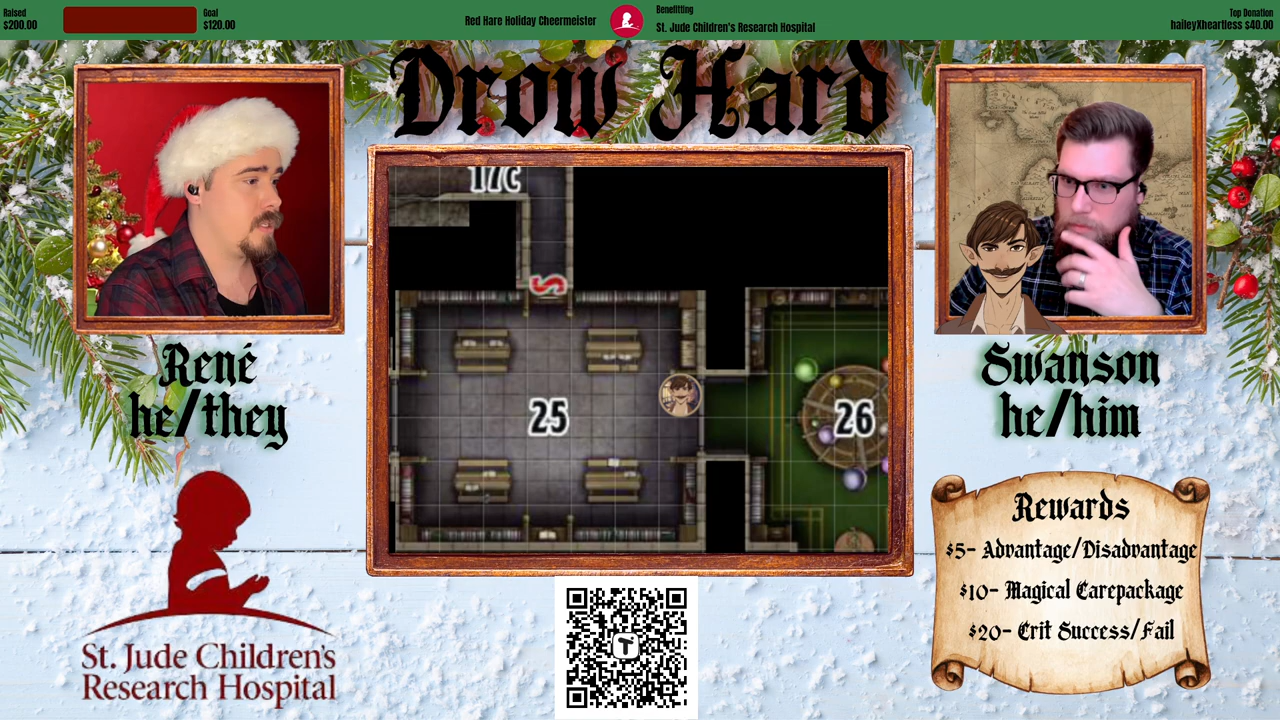 Raised
$200.00
Goal
$120.00
Red Hare Holiday Cheermeister
Benefitting
St. Jude Children's Research Hospital
Top Donation
haileyXheartless $40.00
Drow Hard
17c
S
25
26
René
he/they
Swanson
he/him
St. Jude Children's
Research Hospital
T
Rewards
$5- Advantage/Disadvantage
$10- Magical Carepackage
$20- Crit Success/Fail